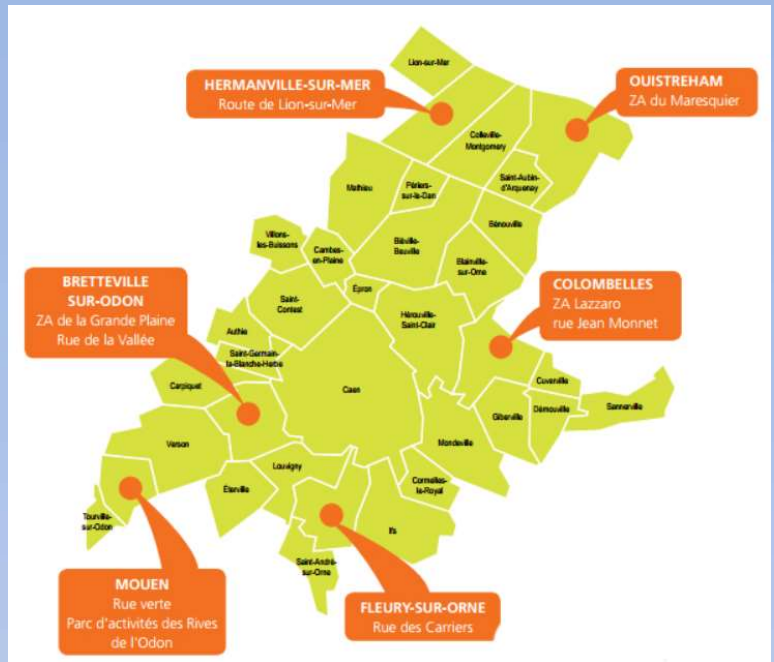 Lion-sur-Mer
HERMANVILLE-SUR-MER
Route de Lion-sur-Mer
OUISTREHAM
ZA du Maresquier
Colleville-
Montgomery
Saint-Aubin-
d'Arquenay
Mathieu
Périers-
sur-le-Dan
Bénouville
Villons-
les-Buissons
Cambes-
en-Plaine
Biéville-
Beuville
Blainville-
sur-Orne
BRETTEVILLE
SUR-ODON
ZA de la Grande Plaine
Rue de la Vallée
COLOMBELLES
ZA Lazzaro
rue Jean Monnet
Épron
Saint-
Contest
Hérouville-
Saint-Clair
Authie
Saint-Germain-
la-Blanche-Herbe
Carpiquet
Caen
Cuverville
Giberville
Démouville
Sannerville
Verson
Mondeville
Louvigny
Éterville
Cormelles-
le-Royal
Tourville-
sur-Odon
Ifs
Saint-André-
sur-Orne
MOUEN
Rue verte
Parc d'activités des Rives
de l'Odon
FLEURY-SUR-ORNE
Rue des Carriers